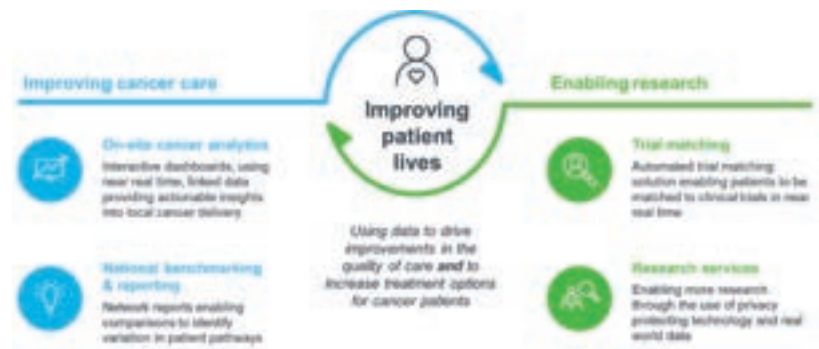 Improving cancer care
On-site cancer analytics
Interactive dashboards, using
near real time, linked data
providing actionable insights
into local cancer delivery
National benchmarking
& reporting
Network reports enabling
comparisons to identify
variation in patient pathways
Improving
patient
lives
Using data to drive
improvements in the
quality of care and to
increase treatment options
for cancer patients
Enabling research
Trial matching
Automated trial matching
solution enabling patients to be
matched to clinical trials in near
real time
Research services
Enabling more research
through the use of privacy
protecting technology and real
world data